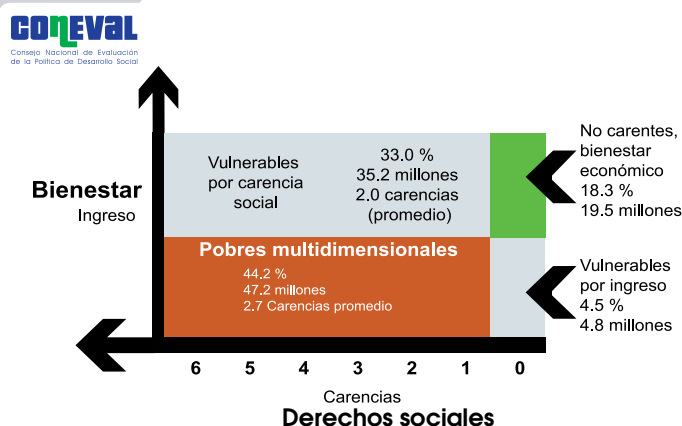 CONEVAL
Consejo Nacional de Evaluación
de la Política de Desarrollo Social
Bienestar
Ingreso
Vulnerables
por carencia
social
33.0 %
35.2 millones
2.0 carencias
(promedio)
No carentes,
bienestar
económico
18.3 %
19.5 millones
Pobres multidimensionales
44.2 %
47.2 millones
2.7 Carencias promedio
Vulnerables
por ingreso
4.5 %
4.8 millones
6 5 4 3 2 1 0
Carencias
Derechos sociales